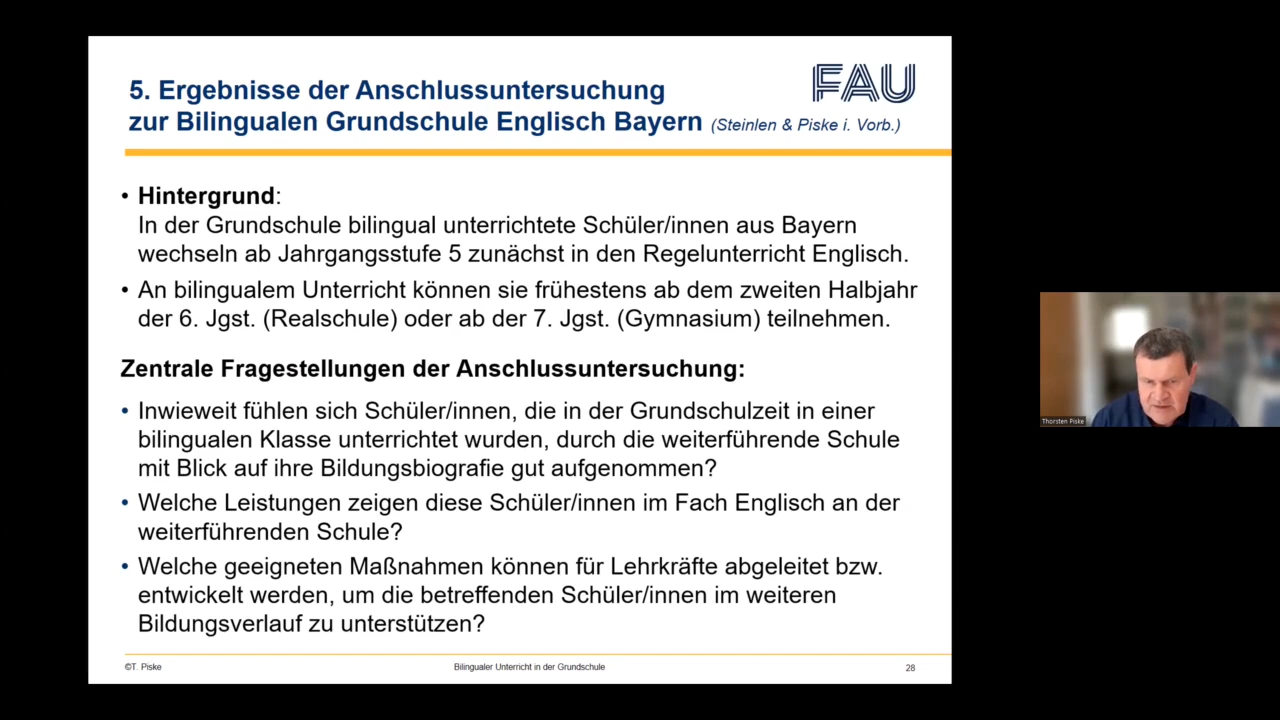 5. Ergebnisse der Anschlussuntersuchung
zur Bilingualen Grundschule Englisch Bayern (Steinlen & Piske i. Vorb.)
FAU
• Hintergrund:
In der Grundschule bilingual unterrichtete Schüler/innen aus Bayern
wechseln ab Jahrgangsstufe 5 zunächst in den Regelunterricht Englisch.
• An bilingualem Unterricht können sie frühestens ab dem zweiten Halbjahr
der 6. Jgst. (Realschule) oder ab der 7. Jgst. (Gymnasium) teilnehmen.
Zentrale Fragestellungen der Anschlussuntersuchung:
• Inwieweit fühlen sich Schüler/innen, die in der Grundschulzeit in einer
bilingualen Klasse unterrichtet wurden, durch die weiterführende Schule
mit Blick auf ihre Bildungsbiografie gut aufgenommen?
• Welche Leistungen zeigen diese Schüler/innen im Fach Englisch an der
weiterführenden Schule?
• Welche geeigneten Maßnahmen können für Lehrkräfte abgeleitet bzw.
entwickelt werden, um die betreffenden Schüler/innen im weiteren
Bildungsverlauf zu unterstützen?
©T. Piske
Bilingualer Unterricht in der Grundschule
28
Thorsten Piske